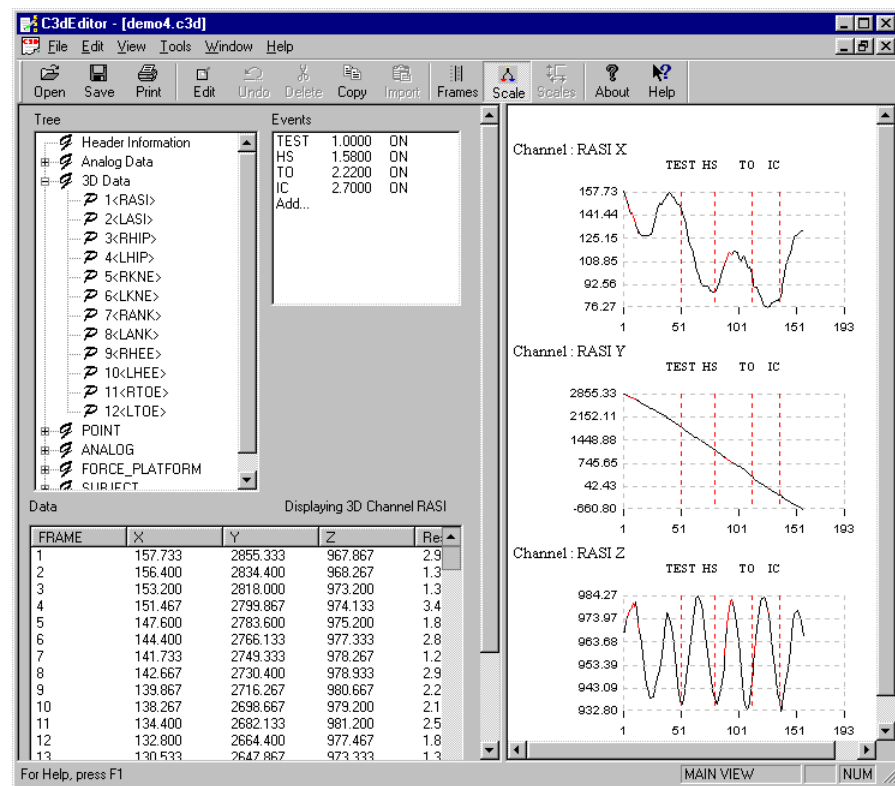 C3dEditor - [demo4.c3d]
File Edit View Tools Window Help
Open Save Print Edit Undo Delete Copy Import Frames Scale Scales About Help
Tree
Header Information
Analog Data
3D Data
1<RASI>
2<LASI>
3<RHIP>
4<LHIP>
5<RKNE>
6<LKNE>
7<RANK>
8<LANK>
9<RHEE>
10<LHEE>
11<RTOE>
12<LTOE>
POINT
ANALOG
FORCE_PLATFORM
SUBJECT
Events
TEST 1.0000 ON
HS 1.5800 ON
TO 2.2200 ON
IC 2.7000 ON
Add...
Data Displaying 3D Channel RASI
FRAME X Y Z Re
1 157.733 2855.333 967.867 2.9
2 156.400 2834.400 968.267 1.3
3 153.200 2818.000 973.200 1.3
4 151.467 2799.867 974.133 3.4
5 147.600 2783.600 975.200 1.8
6 144.400 2766.133 977.333 2.8
7 141.733 2749.333 978.267 1.2
8 142.667 2730.400 978.933 2.9
9 139.867 2716.267 980.667 2.2
10 138.267 2698.667 979.200 2.1
11 134.400 2682.133 981.200 2.5
12 132.800 2664.400 977.467 1.8
13 130.533 2647.867 973.333 1.3
Channel : RASI X
TEST HS TO IC
157.73
141.44
125.15
108.85
92.56
76.27
1 51 101 151 193
Channel : RASI Y
TEST HS TO IC
2855.33
2152.11
1448.88
745.65
42.43
-660.80
1 51 101 151 193
Channel : RASI Z
TEST HS TO IC
984.27
973.97
963.68
953.39
943.09
932.80
1 51 101 151 193
For Help, press F1 MAIN VIEW NUM